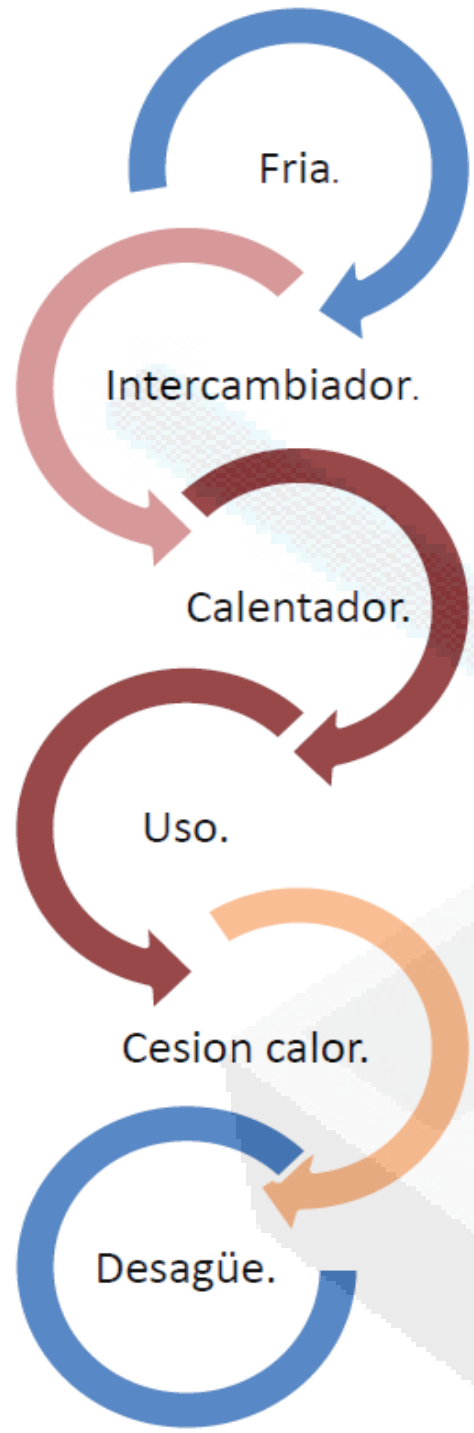 Fria.
Intercambiador.
Calentador.
Uso.
Cesion calor.
Desagüe.